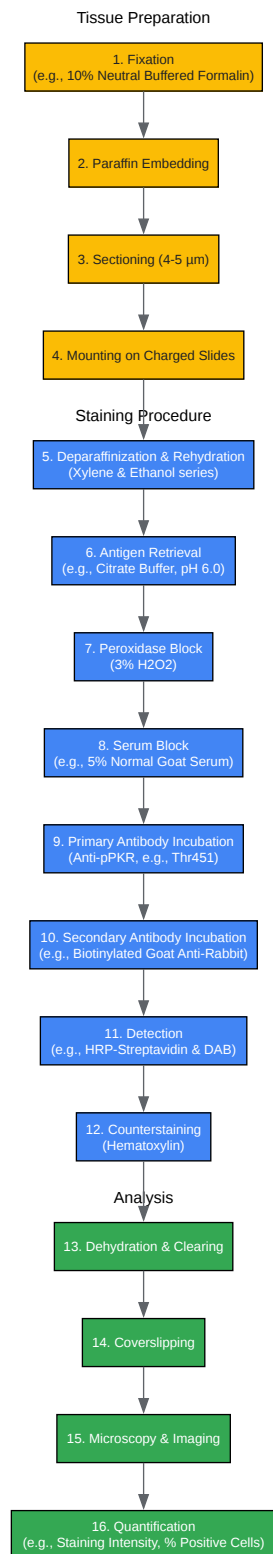 Tissue Preparation
1. Fixation
(e.g., 10% Neutral Buffered Formalin)
2. Paraffin Embedding
3. Sectioning (4-5 µm)
4. Mounting on Charged Slides
Staining Procedure
5. Deparaffinization & Rehydration
(Xylene & Ethanol series)
6. Antigen Retrieval
(e.g., Citrate Buffer, pH 6.0)
7. Peroxidase Block
(3% H2O2)
8. Serum Block
(e.g., 5% Normal Goat Serum)
9. Primary Antibody Incubation
(Anti-pPKR, e.g., Thr451)
10. Secondary Antibody Incubation
(e.g., Biotinylated Goat Anti-Rabbit)
11. Detection
(e.g., HRP-Streptavidin & DAB)
12. Counterstaining
(Hematoxylin)
Analysis
13. Dehydration & Clearing
14. Coverslipping
15. Microscopy & Imaging
16. Quantification
(e.g., Staining Intensity, % Positive Cells)